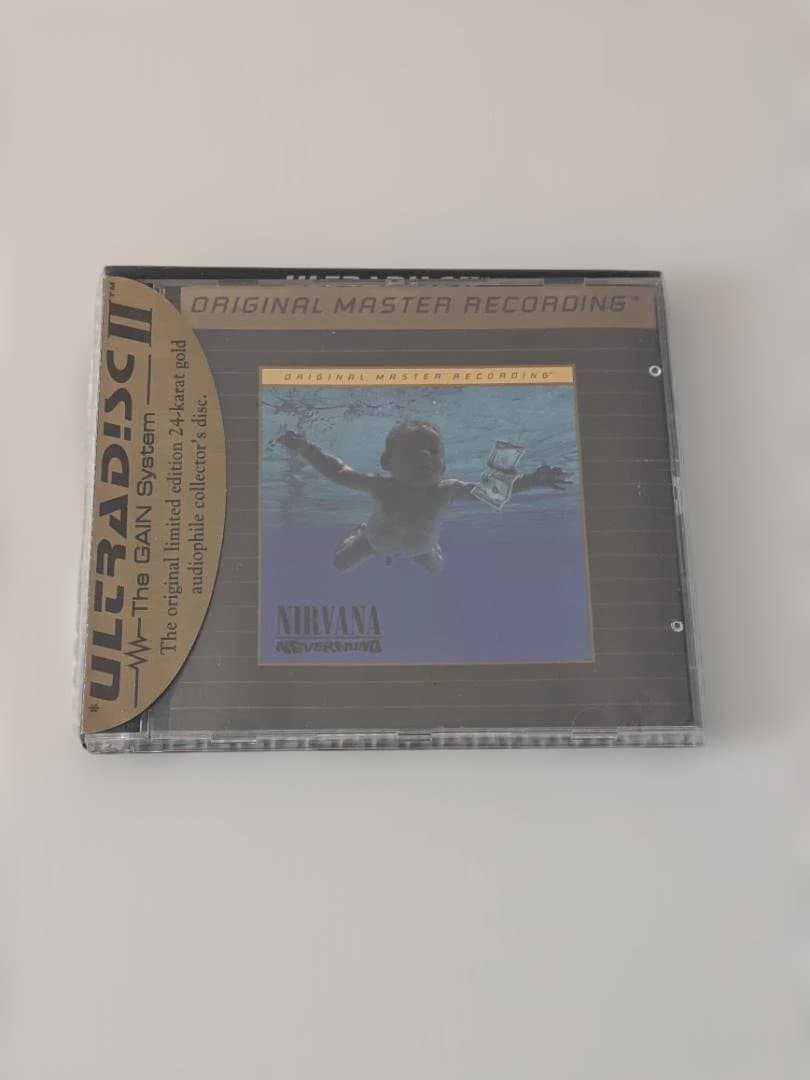 ORIGINAL MASTER RECORDING™
*ULTRADISC II™
The GAIN System
The original limited edition 24-karat gold
audiophile collector's disc.
ORIGINAL MASTER RECORDING
NIRVANA
NEVERMIND